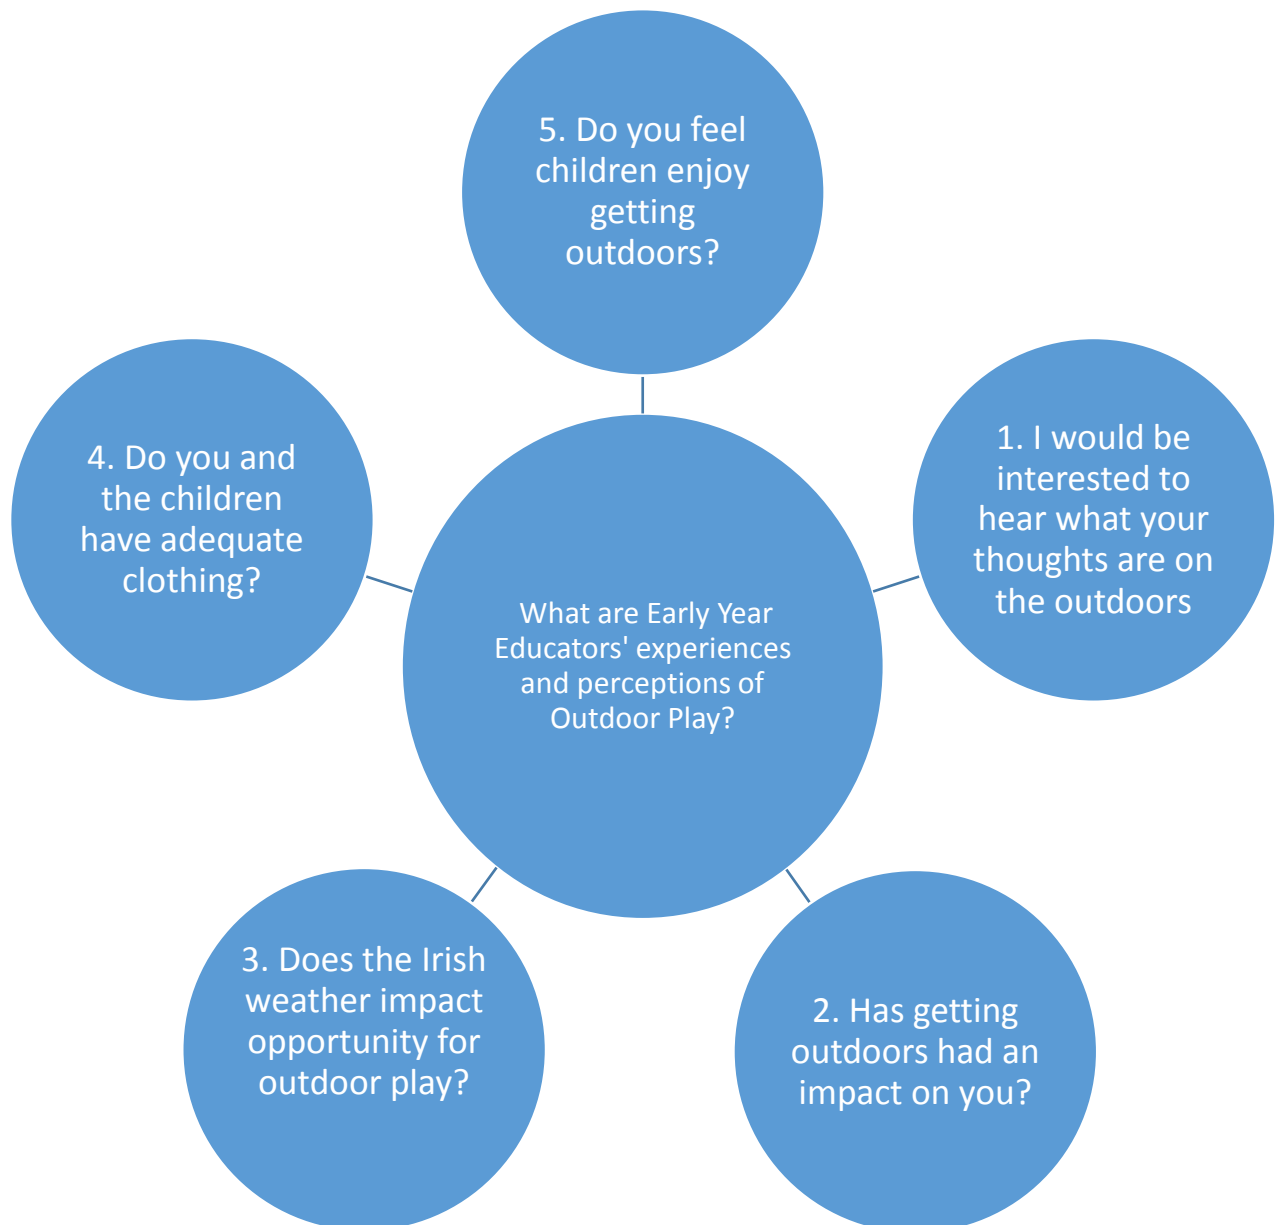 5. Do you feel
children enjoy
getting
outdoors?
4. Do you and
the children
have adequate
clothing?
1. I would be
interested to
hear what your
thoughts are on
the outdoors
What are Early Year
Educators' experiences
and perceptions of
Outdoor Play?
3. Does the Irish
weather impact
opportunity for
outdoor play?
2. Has getting
outdoors had an
impact on you?